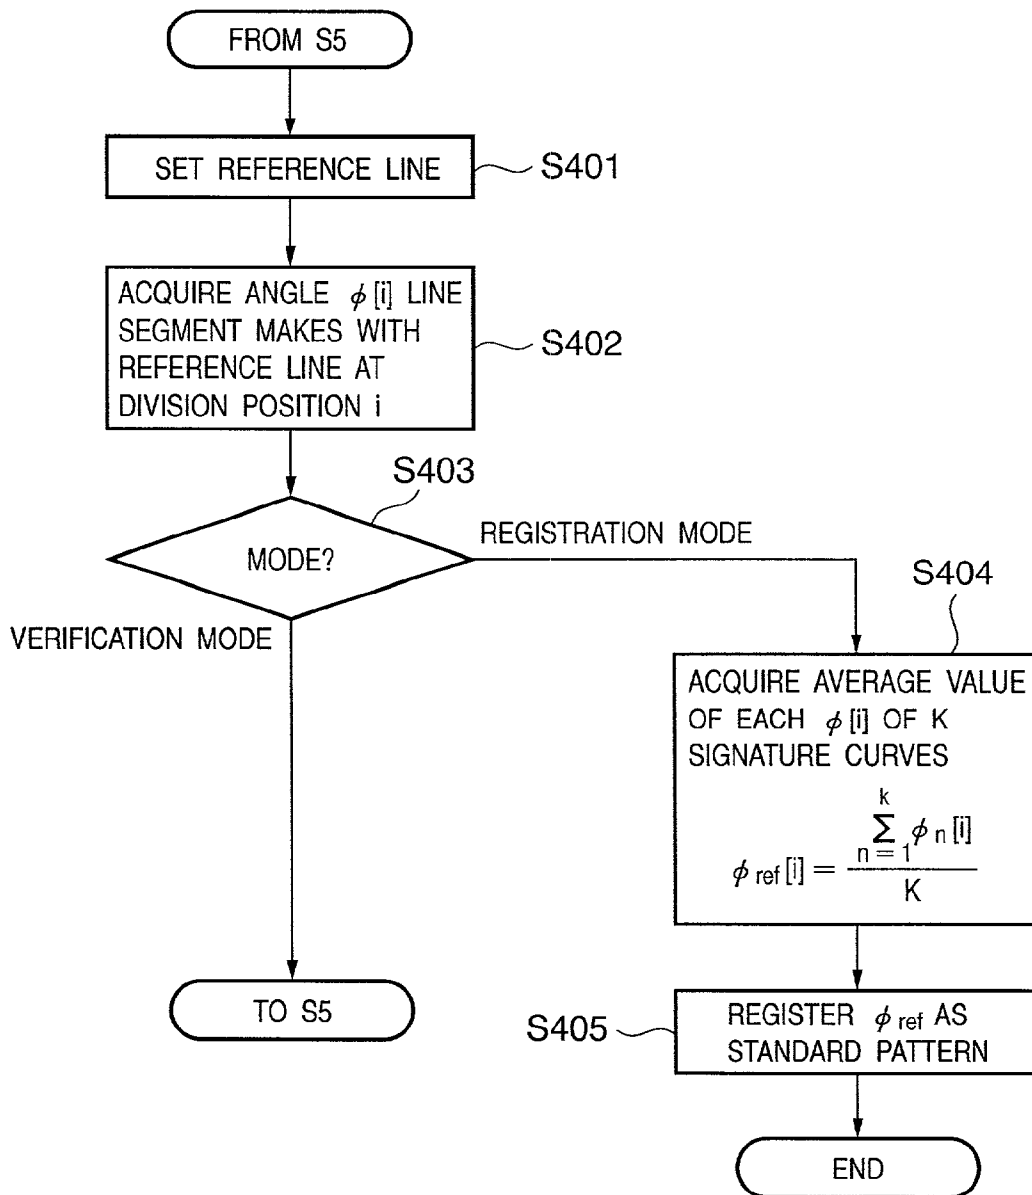 FROM S5
SET REFERENCE LINE
S401
ACQUIRE ANGLE ϕ[i] LINE
SEGMENT MAKES WITH
REFERENCE LINE AT
DIVISION POSITION i
S402
S403
MODE?
REGISTRATION MODE
VERIFICATION MODE
S404
ACQUIRE AVERAGE VALUE
OF EACH ϕ[i] OF K
SIGNATURE CURVES
k
Σ ϕn[i]
n = 1
ϕref[i] =
K
TO S5
S405
REGISTER ϕref AS
STANDARD PATTERN
END